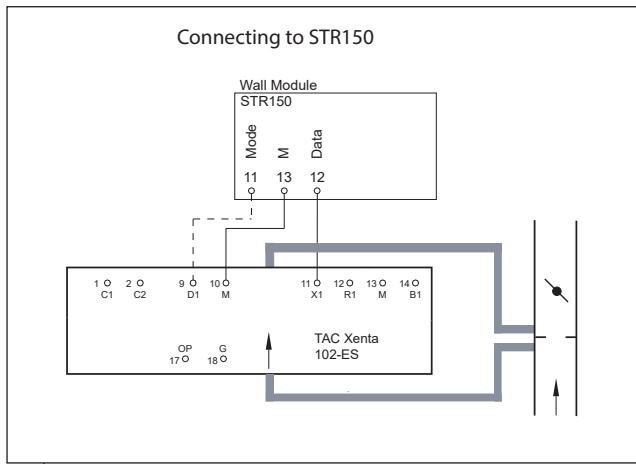 Connecting to STR150
Wall Module
STR150
Mode M Data
11 13 12
1 2 9 10 11 12 13 14
C1 C2 D1 M X1 R1 M B1
OP G
17 18
TAC Xenta
102-ES